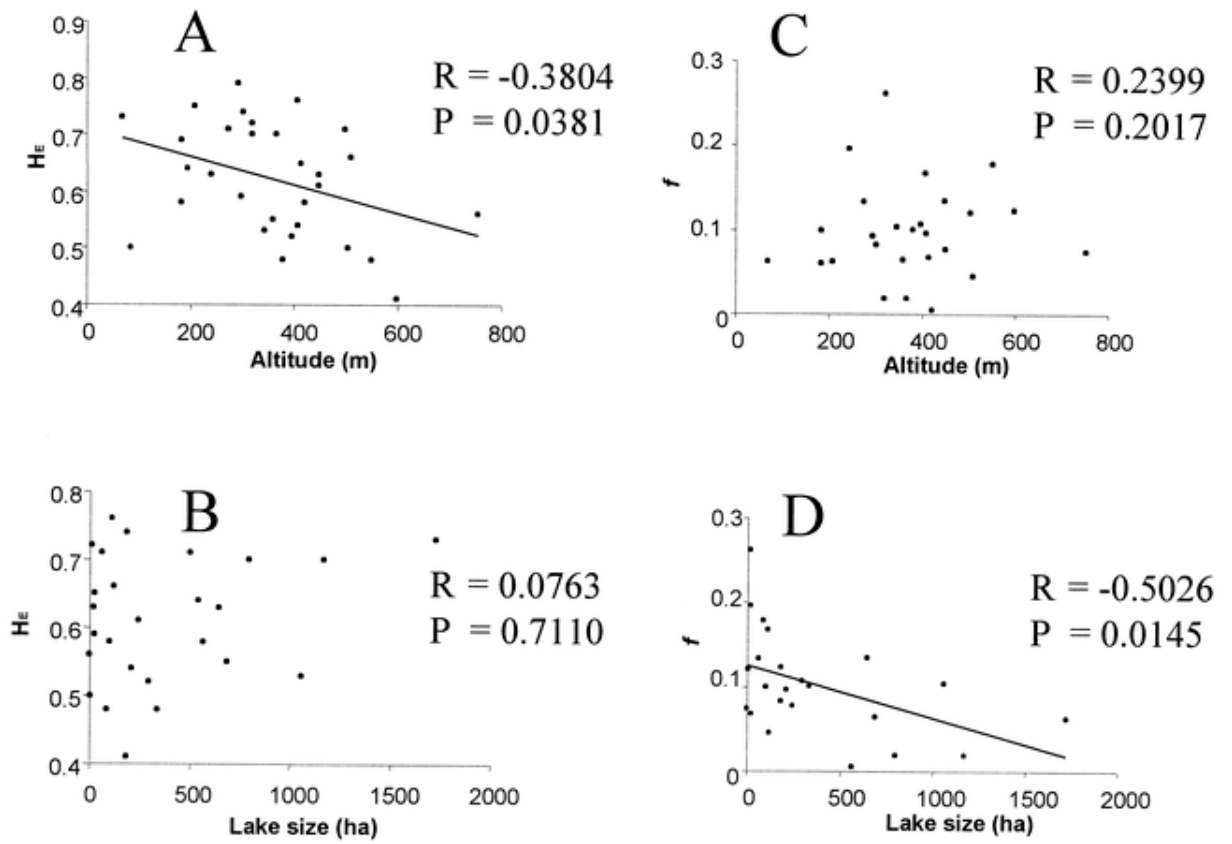 A
R = -0.3804
P = 0.0381
0.9
0.8
0.7
0.6
0.5
0.4
HE
0 200 400 600 800
Altitude (m)
C
R = 0.2399
P = 0.2017
0.3
0.2
0.1
0
f
0 200 400 600 800
Altitude (m)
B
R = 0.0763
P = 0.7110
0.8
0.7
0.6
0.5
0.4
HE
0 500 1000 1500 2000
Lake size (ha)
D
R = -0.5026
P = 0.0145
0.3
0.2
0.1
0
f
0 500 1000 1500 2000
Lake size (ha)